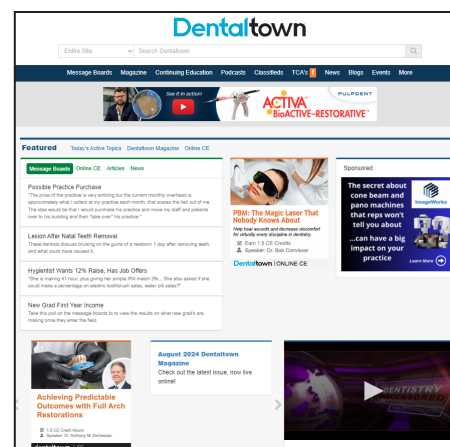 Dentaltown
Entire Site
Search Dentaltown
Message Boards Magazine Continuing Education Podcasts Classifieds TCA's News Blogs Events More
See it in action!
ACTIVA™
BioACTIVE-RESTORATIVE™
PULPDENT
Featured Today's Active Topics Dentaltown Magazine Online CE
Message Boards Online CE Articles News
Possible Practice Purchase
"The price of the practice is very enticing but the current monthly overhead is
approximately what I collect at my practice each month, that scares the hell out of me.
The idea would be that I would purchase his practice and move my staff and patients
over to his building and then "take over" his practice."
Lesion After Natal Teeth Removal
These dentists discuss bruising on the gums of a newborn 1 day after removing teeth,
and what could have caused it.
Hygienist Wants 12% Raise, Has Job Offers
"She is making 41 hour, plus giving her simple IRA match 3%... She also asked if she
could make a percentage on electric toothbrush sales, water pik sales?"
New Grad First Year Income
Take this poll on the message boards to to view the results on what new grad's are
making once they enter the field.
PBM: The Magic Laser That
Nobody Knows About
Help heal wounds and decrease discomfort
for virtually every discipline in dentistry.
Earn 1.5 CE Credits
Speaker: Dr. Bob Convissar
Dentaltown | ONLINE CE
Sponsored
The secret about
cone beam and
pano machines
that reps won't
tell you about
...can have a big
impact on your
practice
ImageWorks
Learn More
Achieving Predictable
Outcomes with Full Arch
Restorations
1.5 CE Credit Hours
August 2024 Dentaltown
Magazine
Check out the latest issue, now live
online!
DENTISTRY
UNCENSORED